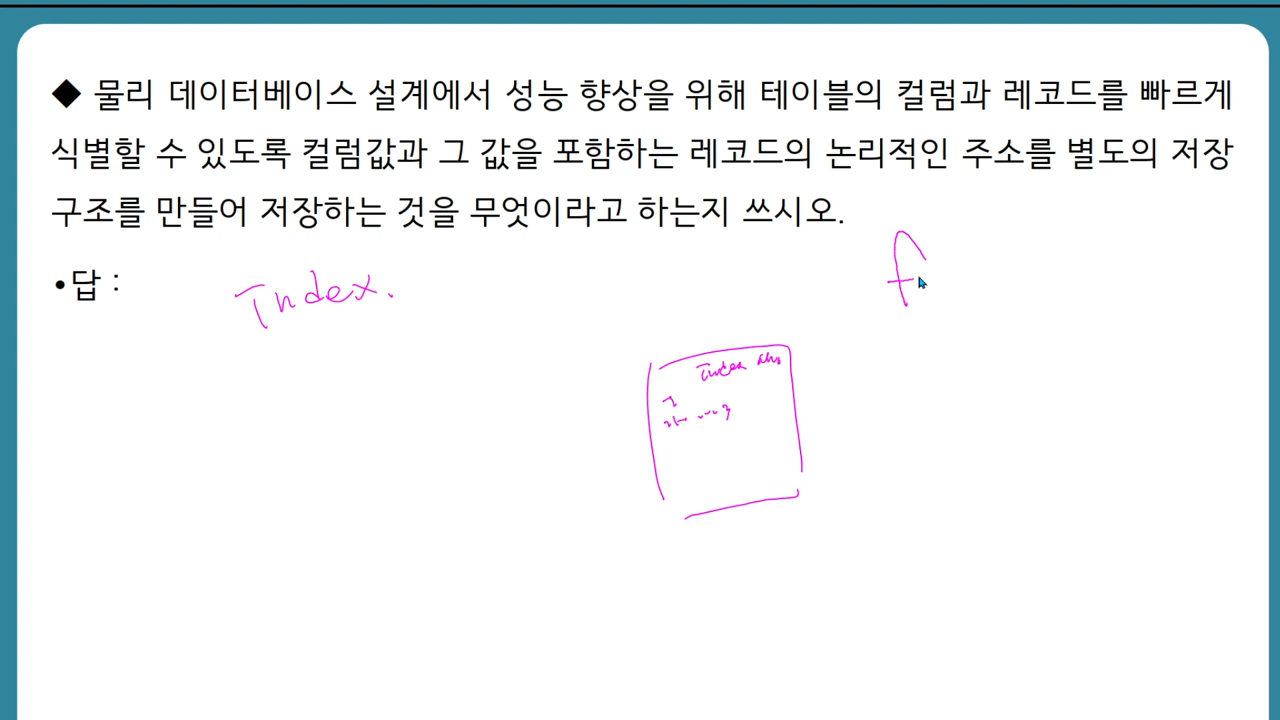 ◆ 물리 데이터베이스 설계에서 성능 향상을 위해 테이블의 컬럼과 레코드를 빠르게
식별할 수 있도록 컬럼값과 그 값을 포함하는 레코드의 논리적인 주소를 별도의 저장
구조를 만들어 저장하는 것을 무엇이라고 하는지 쓰시오.
•답 :
Index.
f
Index